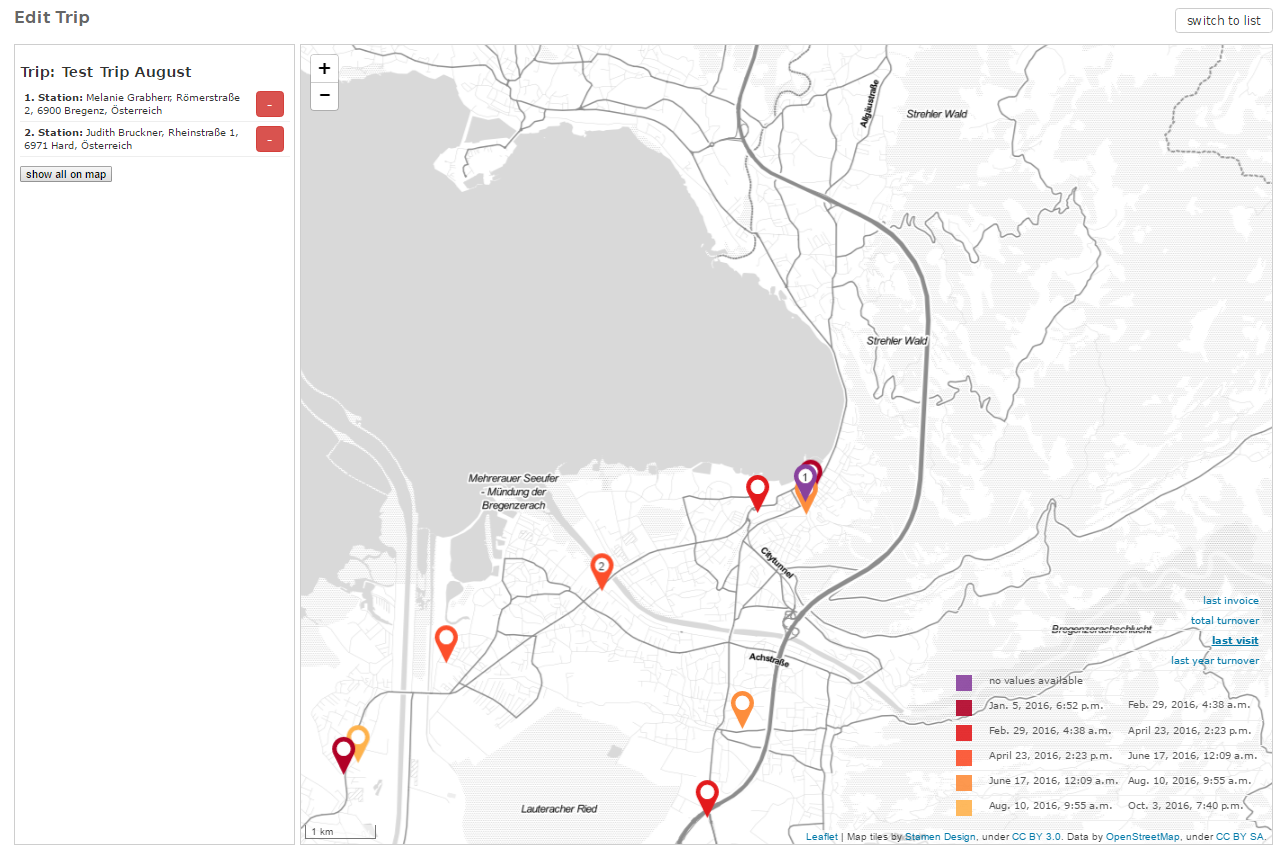 Edit Trip
switch to list
Trip: Test Trip August
1. Station: Melanie Grabherr, Römerstraße
2, 6900 Bregenz, Österreich
-
2. Station: Judith Bruckner, Rheinstraße 1,
6971 Hard, Österreich
-
show all on map
+
−
Allgäustraße
Strehler Wald
Strehler Wald
Mehrerauer Seeufer
- Mündung der
Bregenzerach
1
Citytunnel
2
last invoice
total turnover
Bregenzerachschlucht
last visit
Achstraße
last year turnover
no values available
Jan. 5, 2016, 6:52 p.m. Feb. 29, 2016, 4:38 a.m.
Feb. 29, 2016, 4:38 a.m. April 23, 2016, 2:23 p.m.
April 23, 2016, 2:23 p.m. June 17, 2016, 12:09 a.m.
June 17, 2016, 12:09 a.m. Aug. 10, 2016, 9:55 a.m.
Aug. 10, 2016, 9:55 a.m. Oct. 3, 2016, 7:40 p.m.
Lauteracher Ried
1 km
Leaflet | Map tiles by Stamen Design, under CC BY 3.0. Data by OpenStreetMap, under CC BY SA.